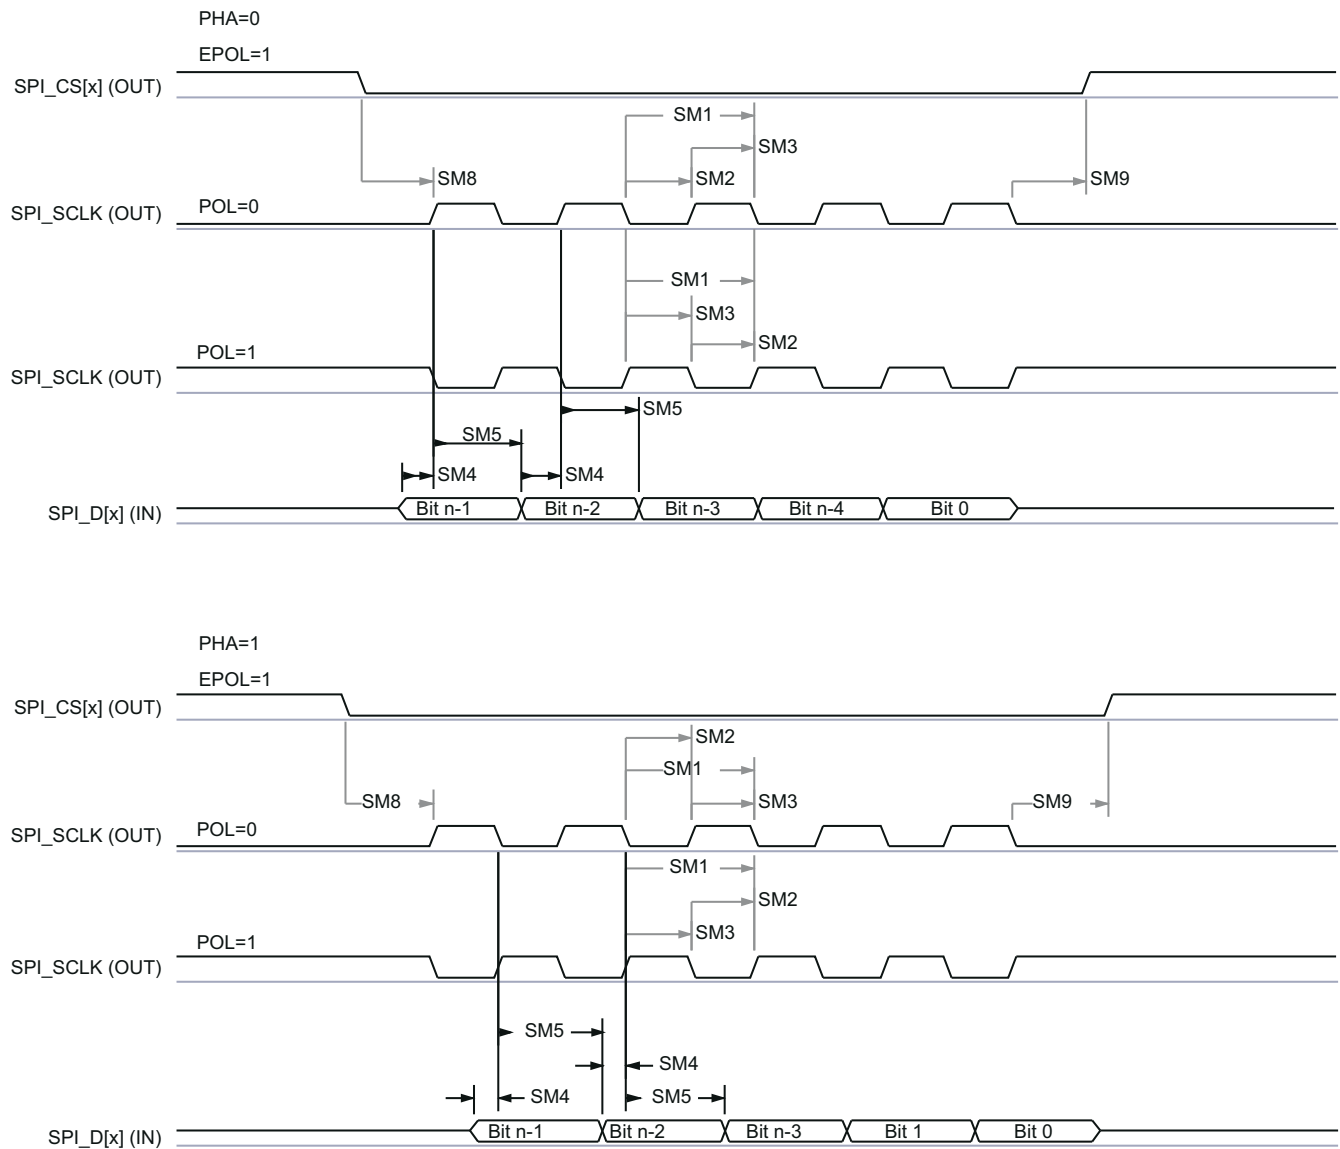 PHA=0
EPOL=1
SPI_CS[x] (OUT)
SM1
SM3
SM8
SM2
SM9
POL=0
SPI_SCLK (OUT)
SM1
SM3
SM2
POL=1
SPI_SCLK (OUT)
SM5
SM5
SM4
SM4
SPI_D[x] (IN)
Bit n-1
Bit n-2
Bit n-3
Bit n-4
Bit 0
PHA=1
EPOL=1
SPI_CS[x] (OUT)
SM2
SM1
SM8
SM3
SM9
POL=0
SPI_SCLK (OUT)
SM1
SM2
SM3
POL=1
SPI_SCLK (OUT)
SM5
SM4
SM4
SM5
SPI_D[x] (IN)
Bit n-1
Bit n-2
Bit n-3
Bit 1
Bit 0